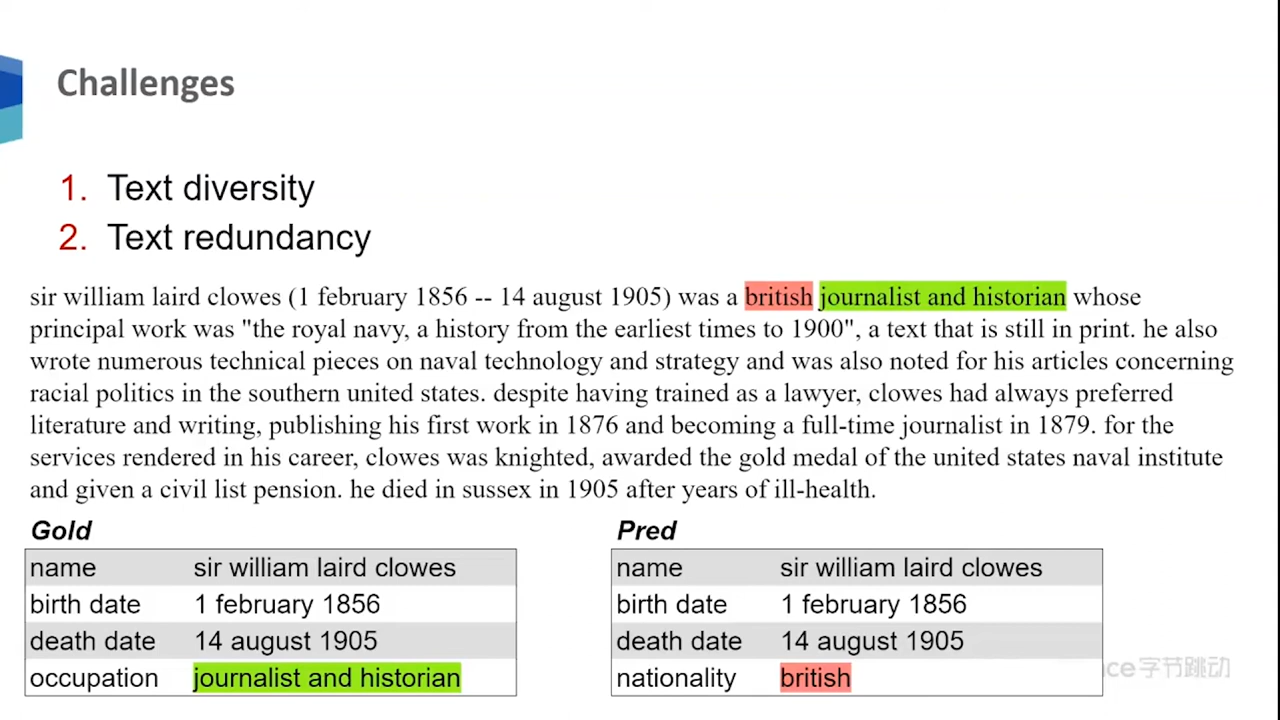 Challenges
1. Text diversity
2. Text redundancy
sir william laird clowes (1 february 1856 -- 14 august 1905) was a british journalist and historian whose
principal work was "the royal navy, a history from the earliest times to 1900", a text that is still in print. he also
wrote numerous technical pieces on naval technology and strategy and was also noted for his articles concerning
racial politics in the southern united states. despite having trained as a lawyer, clowes had always preferred
literature and writing, publishing his first work in 1876 and becoming a full-time journalist in 1879. for the
services rendered in his career, clowes was knighted, awarded the gold medal of the united states naval institute
and given a civil list pension. he died in sussex in 1905 after years of ill-health.
Gold
name sir william laird clowes
birth date 1 february 1856
death date 14 august 1905
occupation journalist and historian
Pred
name sir william laird clowes
birth date 1 february 1856
death date 14 august 1905
nationality british
字节跳动